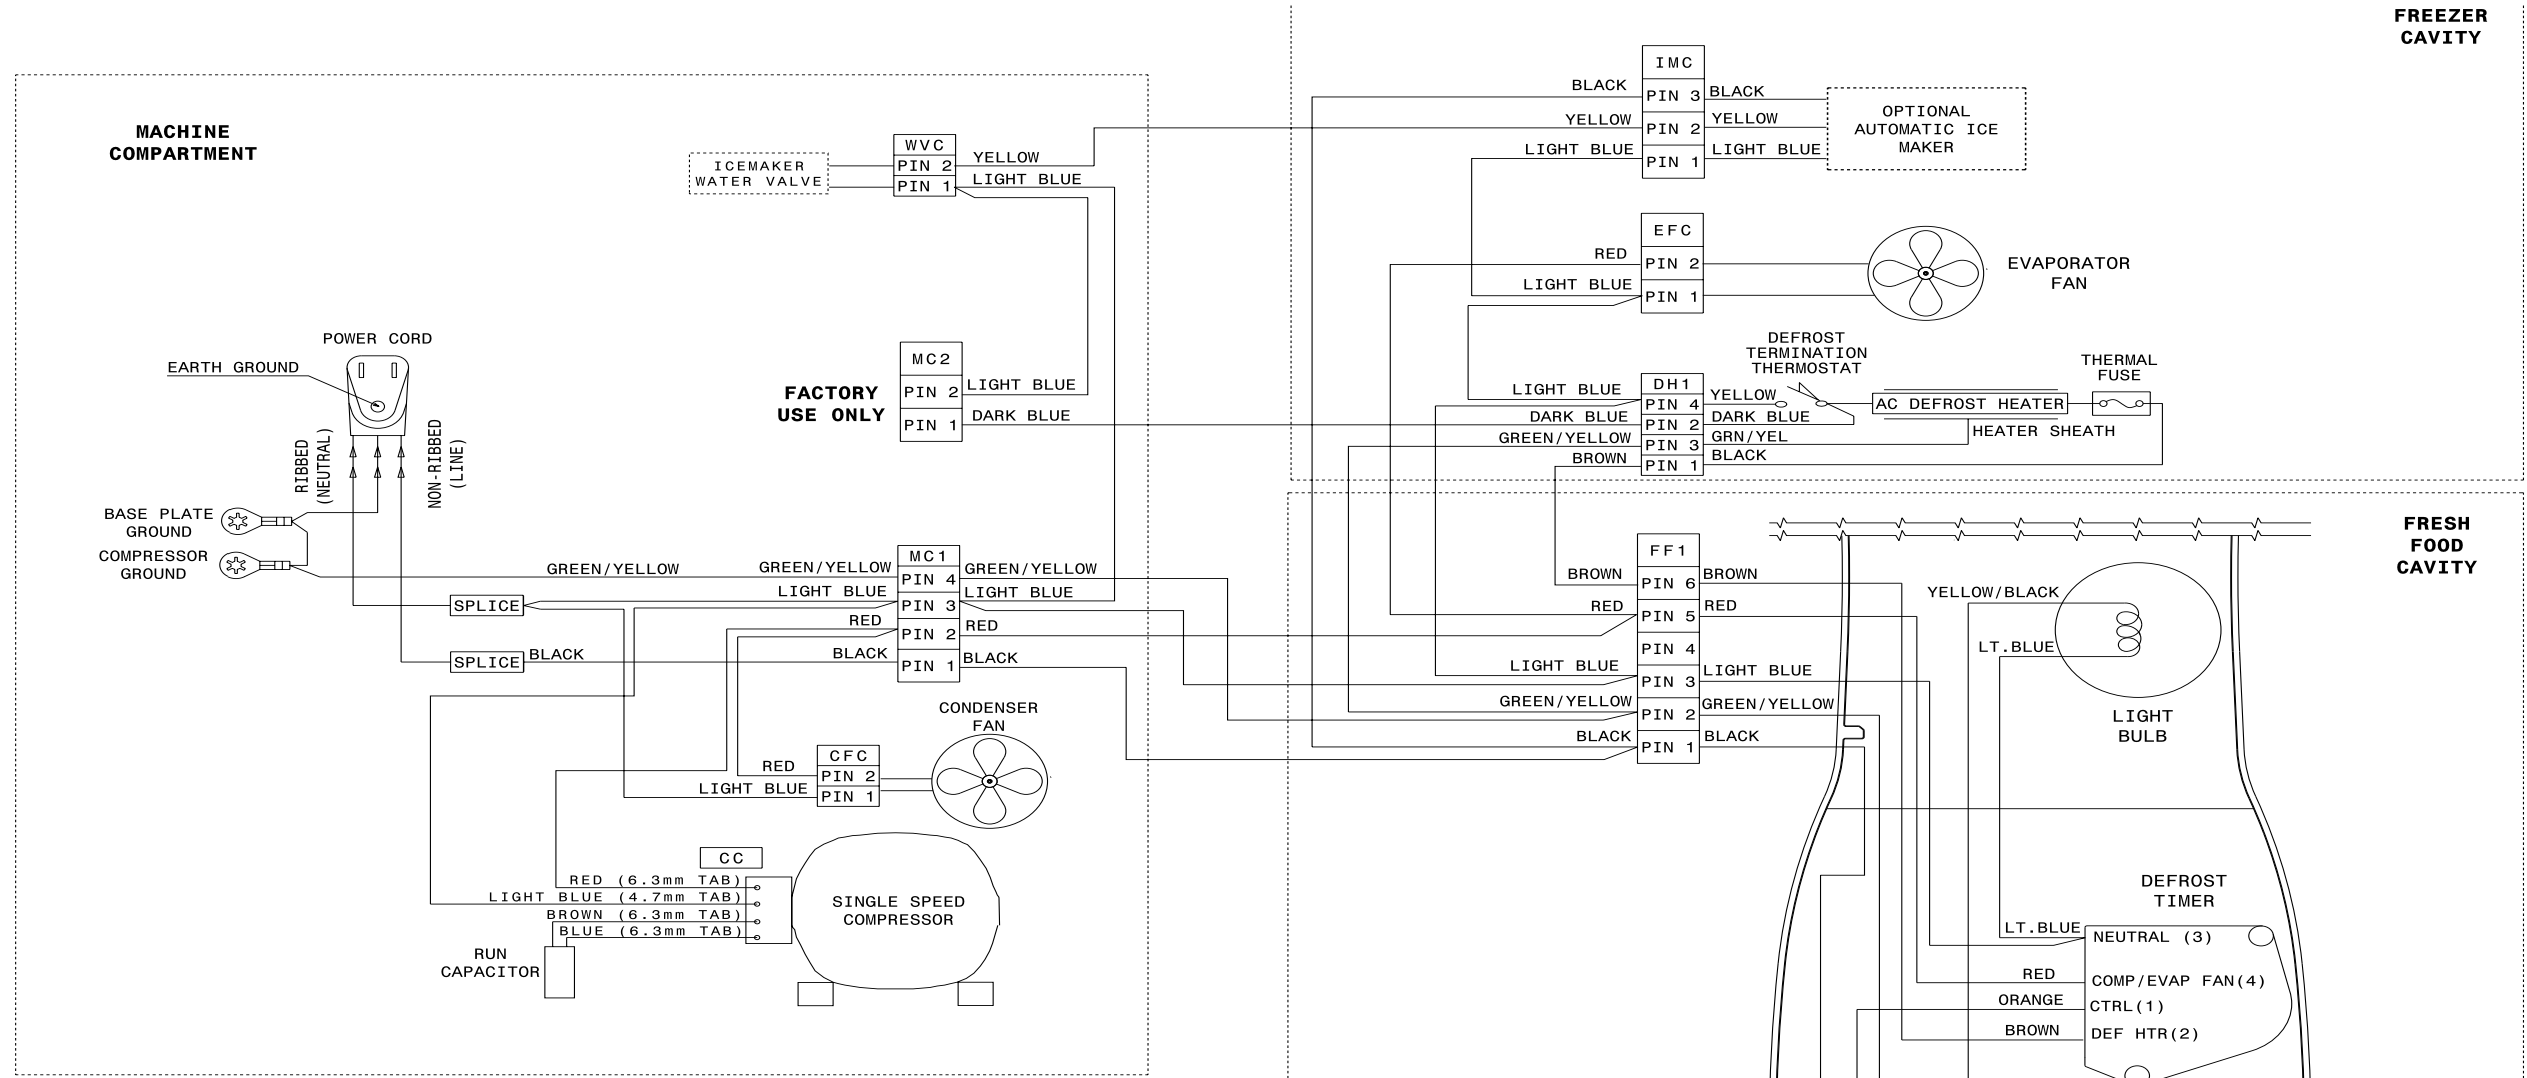 FREEZER
CAVITY
MACHINE
COMPARTMENT
ICEMAKER
WATER VALVE
WVC
PIN 2
PIN 1
YELLOW
LIGHT BLUE
BLACK
YELLOW
LIGHT BLUE
IMC
PIN 3
PIN 2
PIN 1
BLACK
YELLOW
LIGHT BLUE
OPTIONAL
AUTOMATIC ICE
MAKER
RED
LIGHT BLUE
EFC
PIN 2
PIN 1
EVAPORATOR
FAN
POWER CORD
EARTH GROUND
RIBBED
(NEUTRAL)
NON-RIBBED
(LINE)
FACTORY
USE ONLY
MC2
PIN 2
PIN 1
LIGHT BLUE
DARK BLUE
LIGHT BLUE
DARK BLUE
GREEN/YELLOW
BROWN
DH1
PIN 4
PIN 2
PIN 3
PIN 1
YELLOW
DARK BLUE
GRN/YEL
BLACK
DEFROST
TERMINATION
THERMOSTAT
AC DEFROST HEATER
HEATER SHEATH
THERMAL
FUSE
BASE PLATE
GROUND
COMPRESSOR
GROUND
SPLICE
SPLICE
BLACK
GREEN/YELLOW
GREEN/YELLOW
LIGHT BLUE
RED
BLACK
MC1
PIN 4
PIN 3
PIN 2
PIN 1
GREEN/YELLOW
LIGHT BLUE
RED
BLACK
CONDENSER
FAN
RED
LIGHT BLUE
CFC
PIN 2
PIN 1
CC
RED (6.3mm TAB)
LIGHT BLUE (4.7mm TAB)
BROWN (6.3mm TAB)
BLUE (6.3mm TAB)
RUN
CAPACITOR
SINGLE SPEED
COMPRESSOR
FRESH
FOOD
CAVITY
BROWN
RED
LIGHT BLUE
GREEN/YELLOW
BLACK
FF1
PIN 6
PIN 5
PIN 4
PIN 3
PIN 2
PIN 1
BROWN
RED
LIGHT BLUE
GREEN/YELLOW
BLACK
YELLOW/BLACK
LT.BLUE
LIGHT
BULB
DEFROST
TIMER
LT.BLUE
RED
ORANGE
BROWN
NEUTRAL (3)
COMP/EVAP FAN(4)
CTRL(1)
DEF HTR(2)